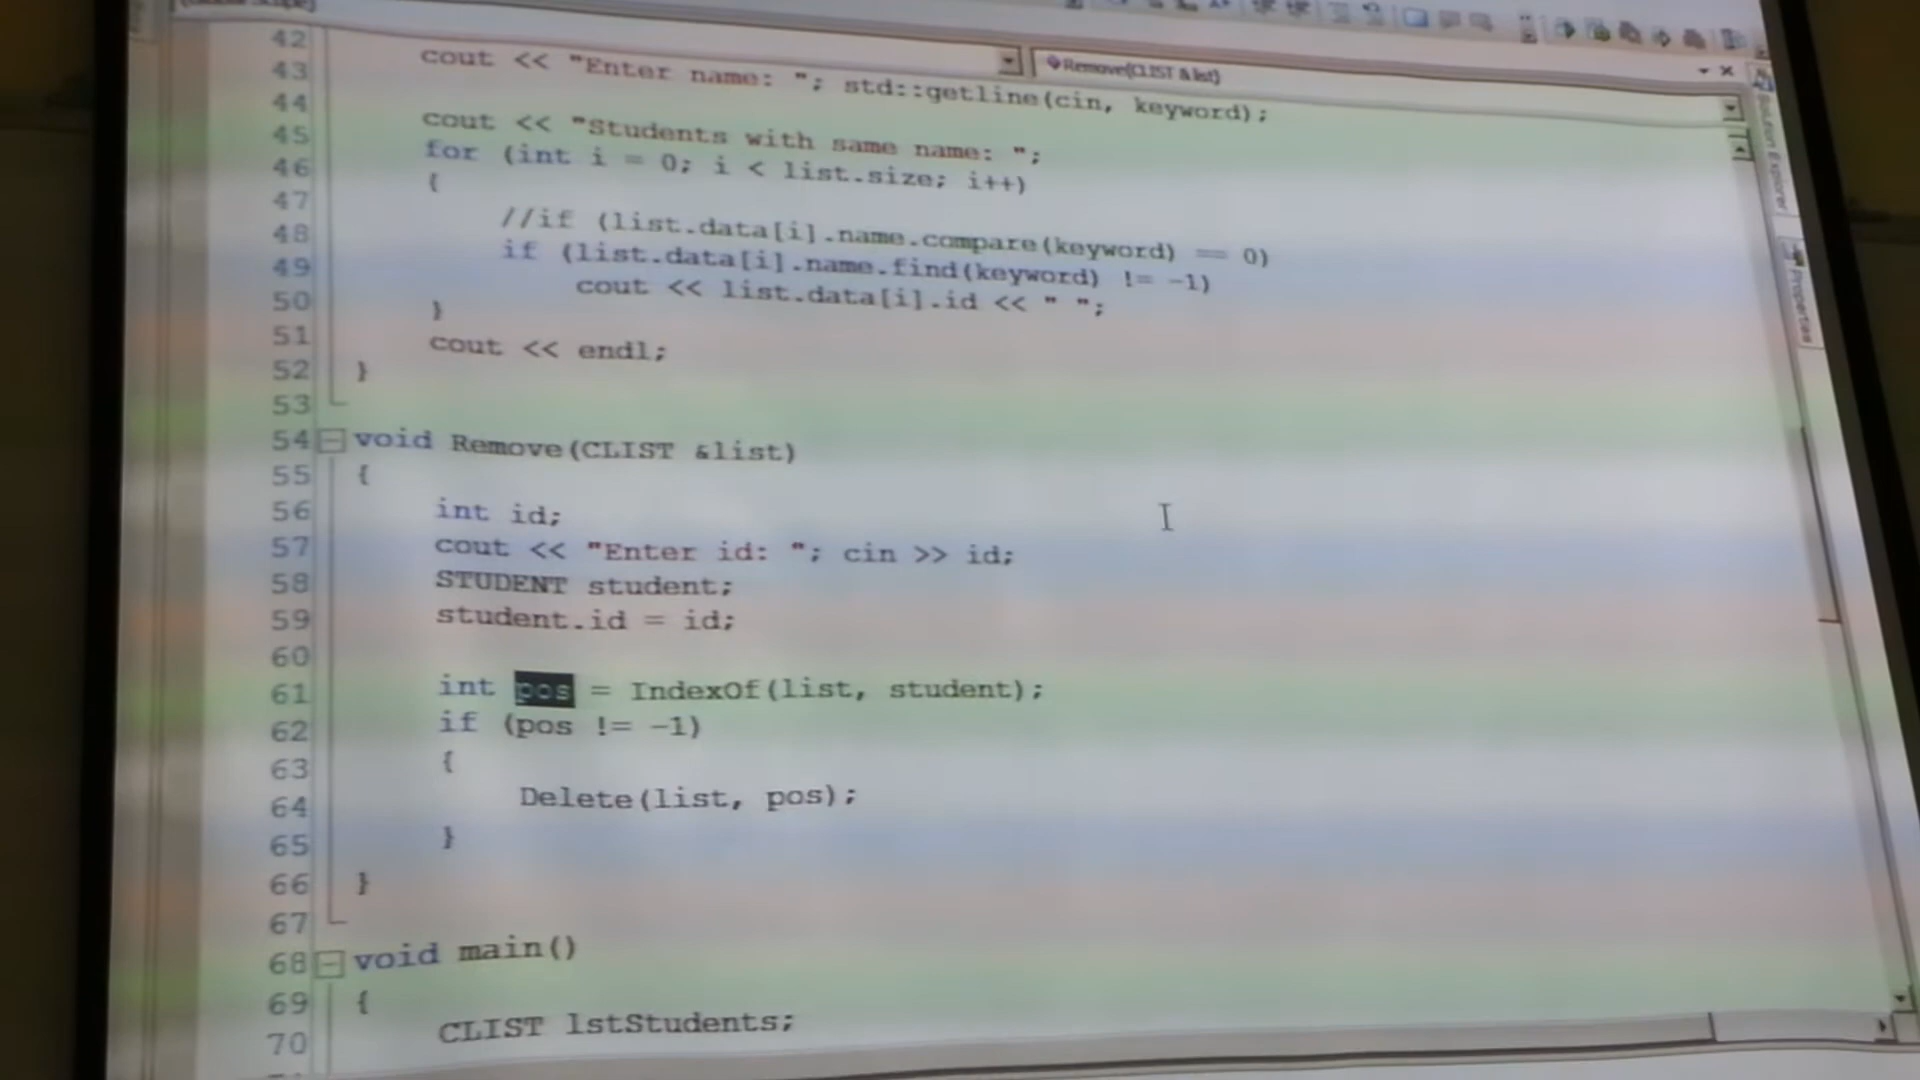 Remove(CLIST & list)
Solution Explorer
Properties
42
43 cout << "Enter name: "; std::getline(cin, keyword);
44
45 cout << "Students with same name: ";
46 for (int i = 0; i < list.size; i++)
47 {
48 //if (list.data[i].name.compare(keyword) == 0)
49 if (list.data[i].name.find(keyword) != -1)
50 cout << list.data[i].id << " ";
51 }
52 cout << endl;
53 }
54 void Remove(CLIST &list)
55 {
56 int id;
57 cout << "Enter id: "; cin >> id;
58 STUDENT student;
59 student.id = id;
60
61 int pos = IndexOf(list, student);
62 if (pos != -1)
63 {
64 Delete(list, pos);
65 }
66 }
67
68 void main()
69 {
70 CLIST lstStudents;